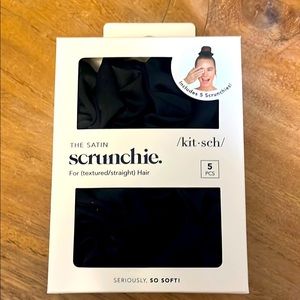 Includes 5 Scrunchies!
THE SATIN
scrunchie.
/kit·sch/
For (textured/straight) Hair
5
PCS
SERIOUSLY, SO SOFT!